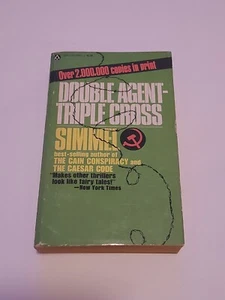 Over 2,000,000 copies in print
DOUBLE AGENT-
TRIPLE CROSS
SIMMEL
best-selling author of
THE CAIN CONSPIRACY and
THE CAESAR CODE
"Makes other thrillers
look like fairy tales!"
—New York Times